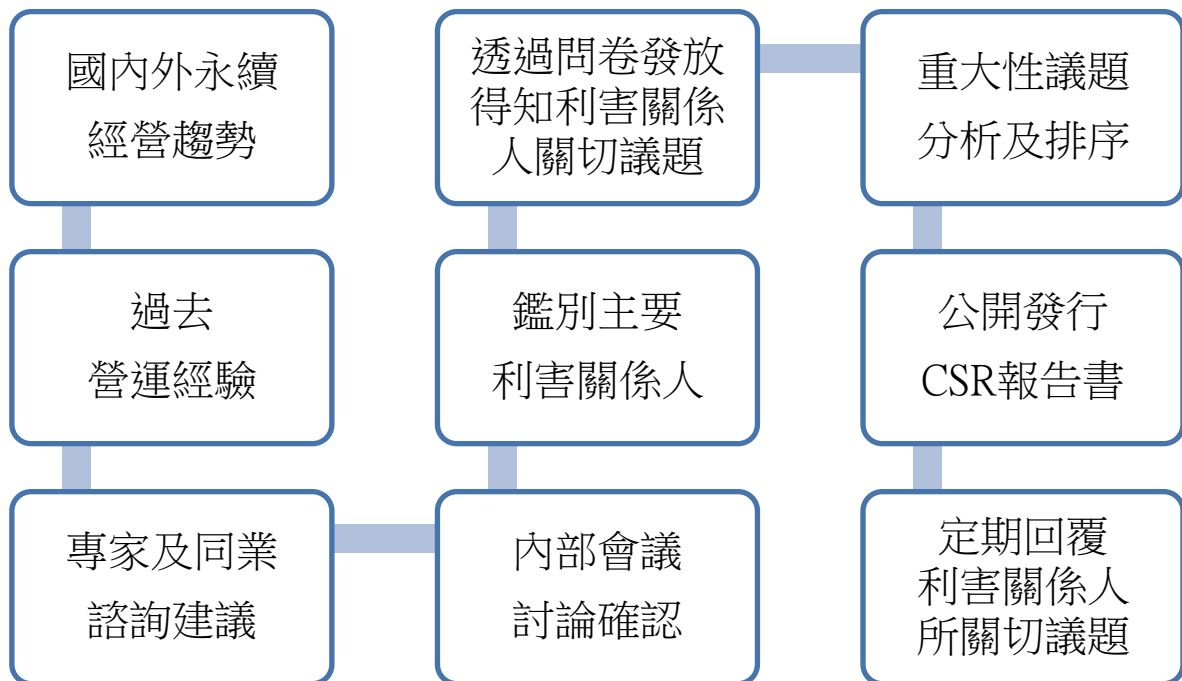 國內外永續
經營趨勢
過去
營運經驗
專家及同業
諮詢建議
內部會議
討論確認
鑑別主要
利害關係人
透過問卷發放
得知利害關係
人關切議題
重大性議題
分析及排序
公開發行
CSR報告書
定期回覆
利害關係人
所關切議題